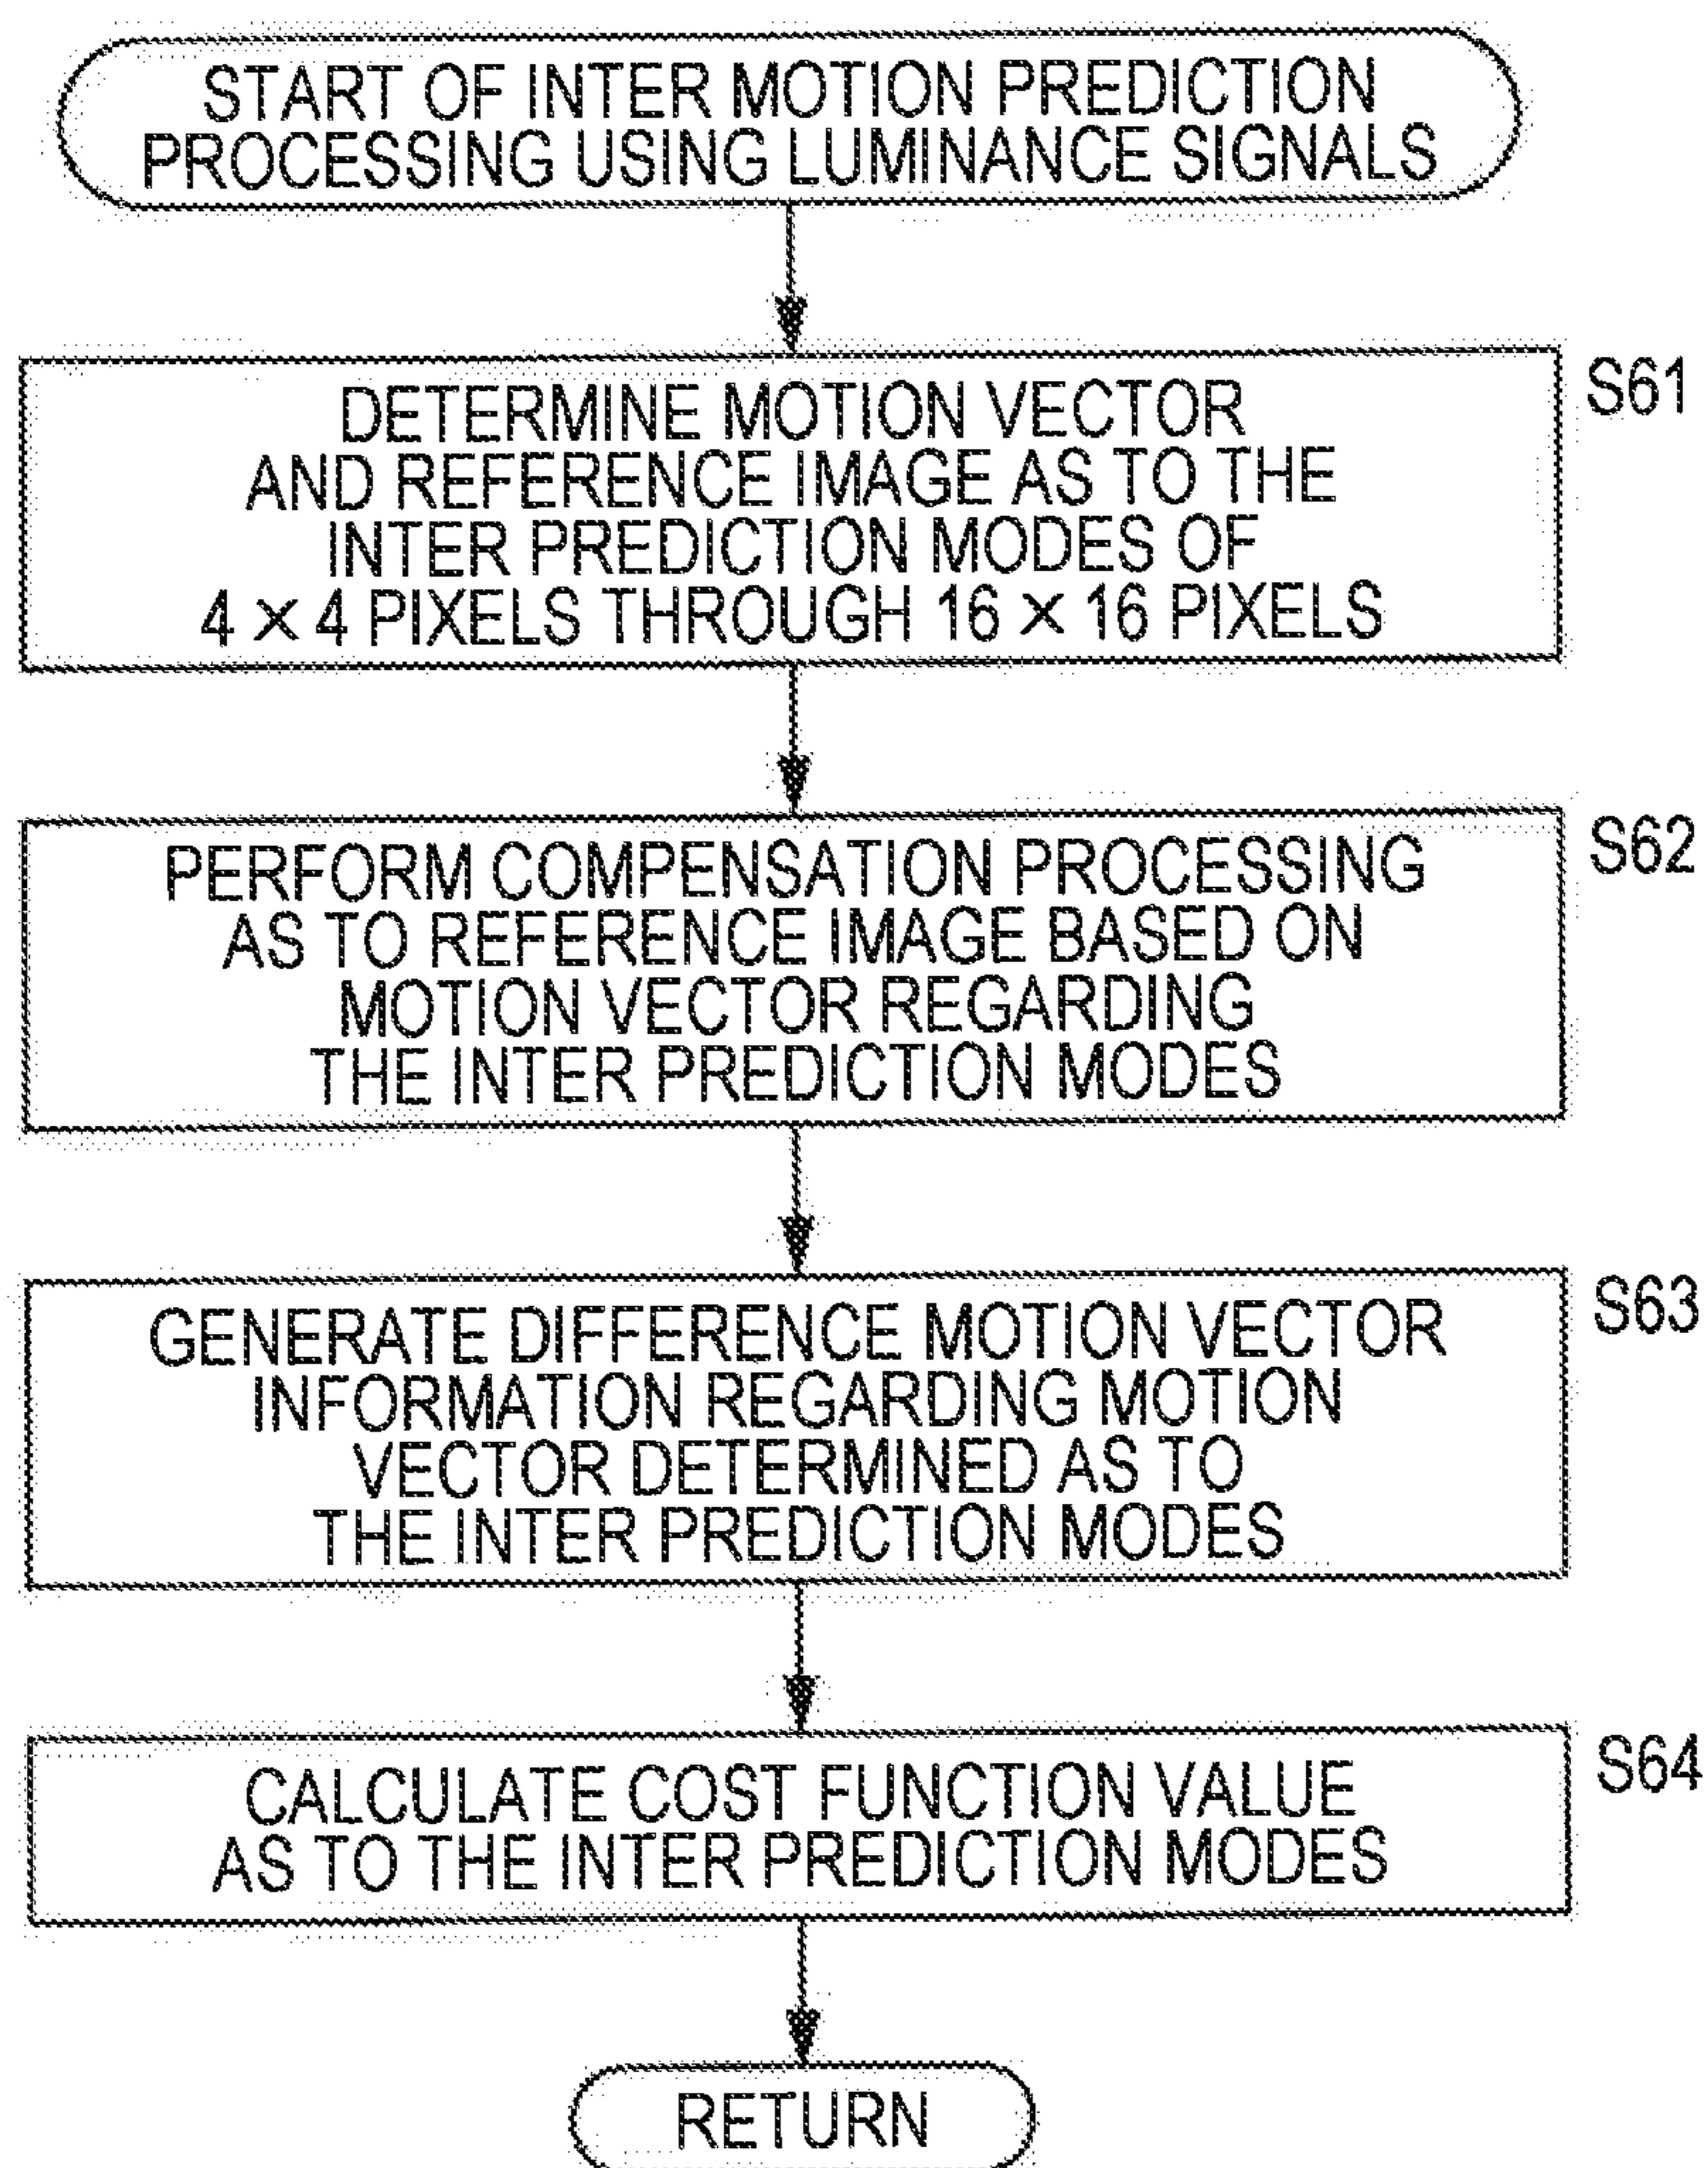 START OF INTER MOTION PREDICTION
PROCESSING USING LUMINANCE SIGNALS
DETERMINE MOTION VECTOR
AND REFERENCE IMAGE AS TO THE
INTER PREDICTION MODES OF
4 × 4 PIXELS THROUGH 16 × 16 PIXELS
S61
PERFORM COMPENSATION PROCESSING
AS TO REFERENCE IMAGE BASED ON
MOTION VECTOR REGARDING
THE INTER PREDICTION MODES
S62
GENERATE DIFFERENCE MOTION VECTOR
INFORMATION REGARDING MOTION
VECTOR DETERMINED AS TO
THE INTER PREDICTION MODES
S63
CALCULATE COST FUNCTION VALUE
AS TO THE INTER PREDICTION MODES
S64
RETURN